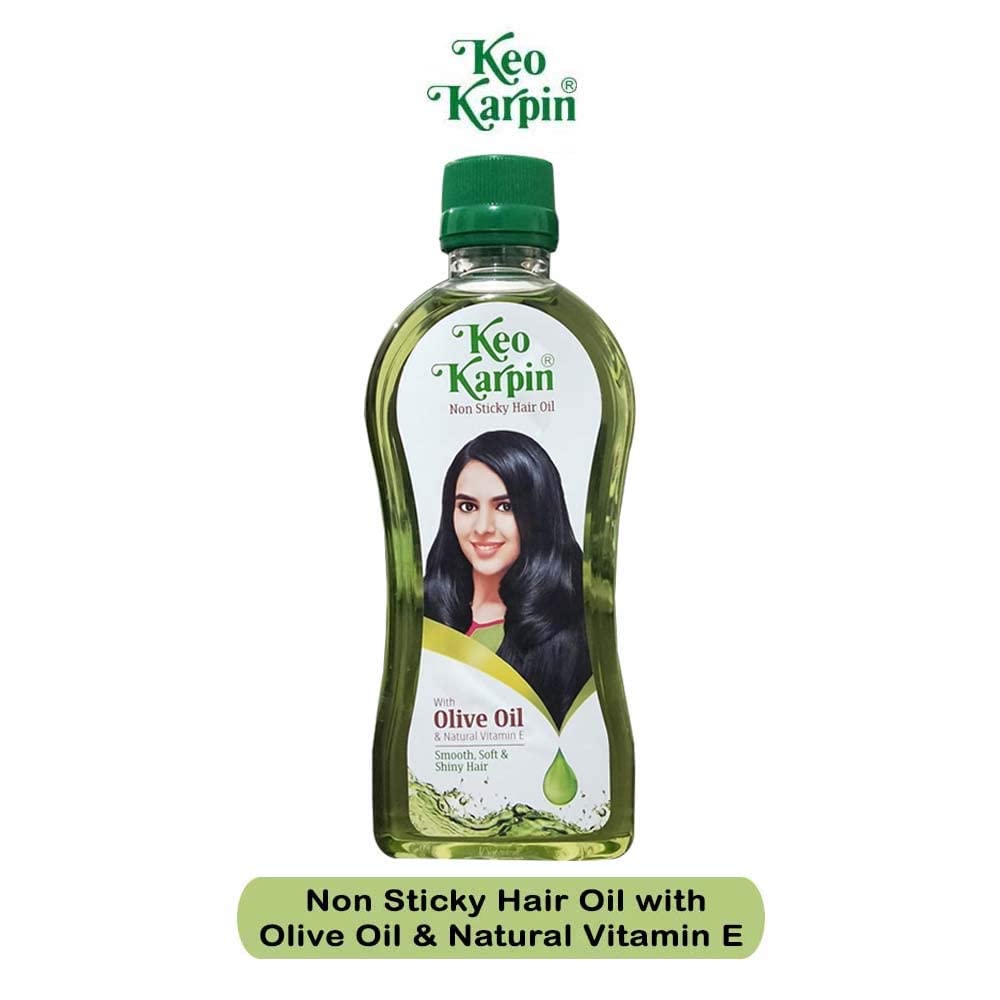 Keo
Karpin®
Keo
Karpin®
Non Sticky Hair Oil
With
Olive Oil
& Natural Vitamin E
Smooth, Soft &
Shiny Hair
Non Sticky Hair Oil with
Olive Oil & Natural Vitamin E